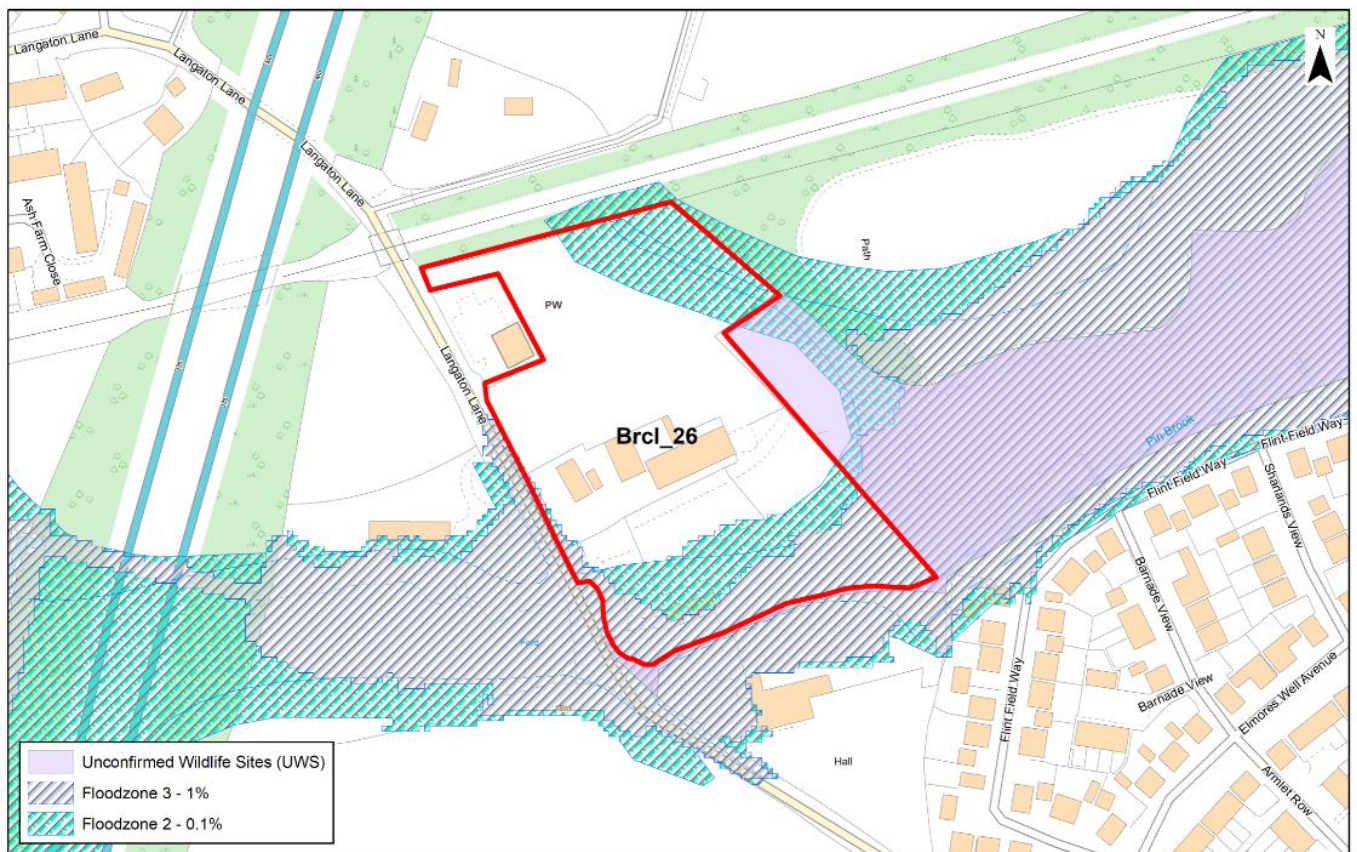 Langaton Lane
Langaton Lane
Langaton Lane
N
Ash Farm Close
Path
PW
Langaton Lane
Brcl_26
Pin Brook
Flint Field Way
Flint Field Way
Sharlands View
Barnade View
Ford
Flint Field Way
Barnade View
Elmores Well Avenue
Hall
Armlet Row
Unconfirmed Wildlife Sites (UWS)
Floodzone 3 - 1%
Floodzone 2 - 0.1%